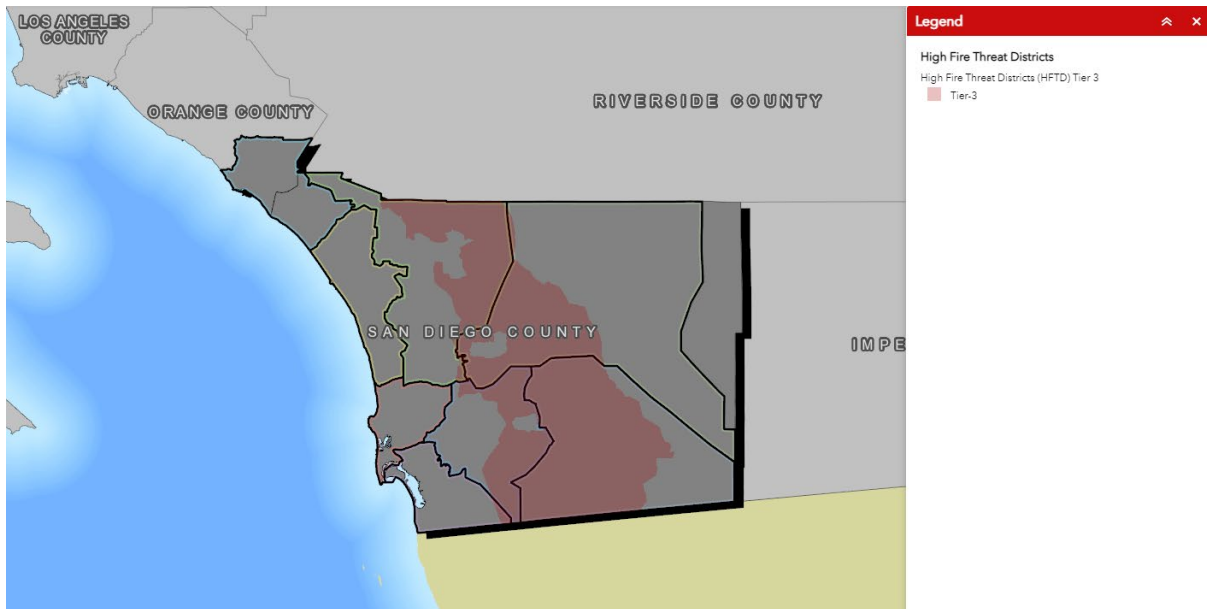 LOS ANGELES
COUNTY
ORANGE COUNTY
RIVERSIDE COUNTY
SAN DIEGO COUNTY
IMPE
Legend
High Fire Threat Districts
High Fire Threat Districts (HFTD) Tier 3
Tier-3